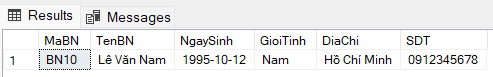 Results Messages
MaBN TenBN NgaySinh GioiTinh DiaChi SDT
1 BN10 Lê Văn Nam 1995-10-12 Nam Hồ Chí Minh 0912345678